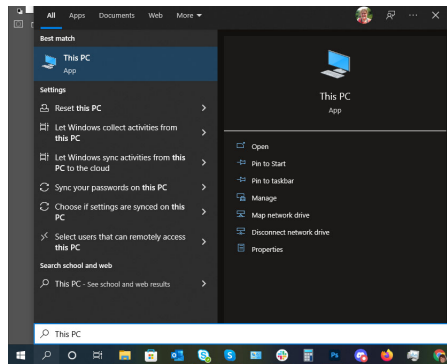 All Apps Documents Web More
Best match
This PC
App
Settings
Reset this PC
Let Windows collect activities from
this PC
Let Windows sync activities from this
PC to the cloud
Sync your passwords on this PC
Choose if settings are synced on this
PC
Select users that can remotely access
this PC
Search school and web
This PC - See school and web results
This PC
App
Open
Pin to Start
Pin to taskbar
Manage
Map network drive
Disconnect network drive
Properties
This PC